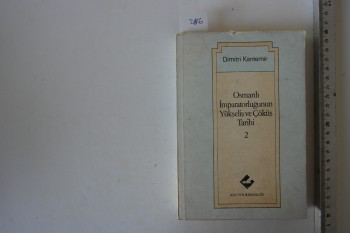 Dimitri Kantemir
Osmanlı
İmparatorluğunun
Yükseliş ve Çöküş
Tarihi
2